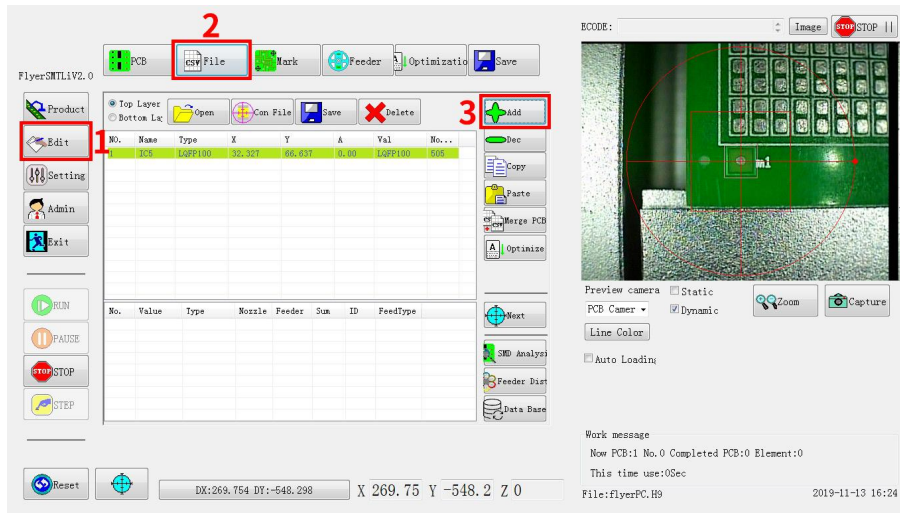 2
ECODE: Image STOP STOP ||
FlyerSMTLiV2.0
PCB CSV File Mark Feeder Optimizatio Save
Product
Edit
1
Setting
Admin
Exit
RUN
PAUSE
STOP STOP
STEP
Reset
Top Layer
Bottom La
Open Con File Save Delete
3
Add
NO. Name Type X Y A Val No...
1 IC5 LQFP100 32.327 66.637 0.00 LQFP100 505
Dec
Copy
Paste
Merge PCB
Optimize
Next
SMD Analysi
Feeder Dist
Data Base
No. Value Type Nozzle Feeder Sum ID FeedType
DX:269.754 DY:-548.298 X 269.75 Y -548.2 Z 0
m1
Preview camera Static
PCB Camer Dynamic Zoom Capture
Line Color
Auto Loading
Work message
Now PCB:1 No.0 Completed PCB:0 Element:0
This time use:0Sec
File:flyerPC.H9 2019-11-13 16:24